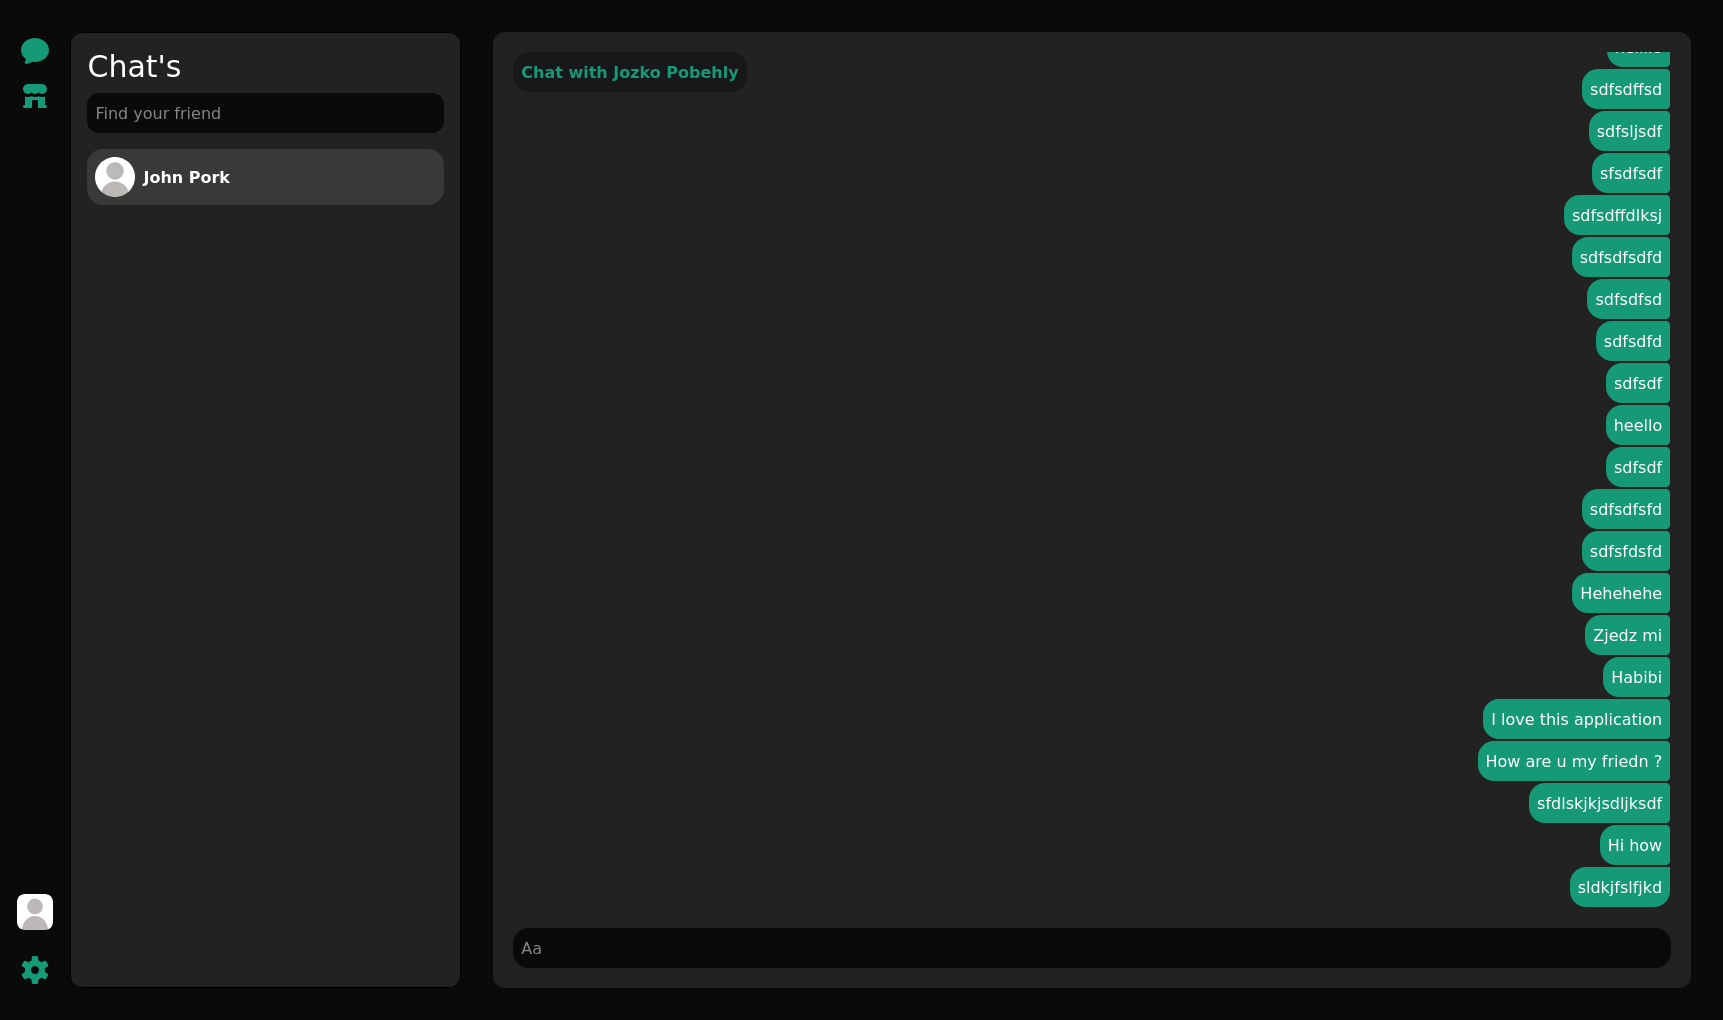 Chat's
Find your friend
John Pork
Chat with Jozko Pobehly
sdfsdffsd
sdfsljsdf
sfsdfsdf
sdfsdffdlksj
sdfsdfsdfd
sdfsdfsd
sdfsdfd
sdfsdf
heello
sdfsdf
sdfsdfsfd
sdfsfdsfd
Hehehehe
Zjedz mi
Habibi
I love this application
How are u my friedn ?
sfdlskjkjsdljksdf
Hi how
sldkjfslfjkd
Aa